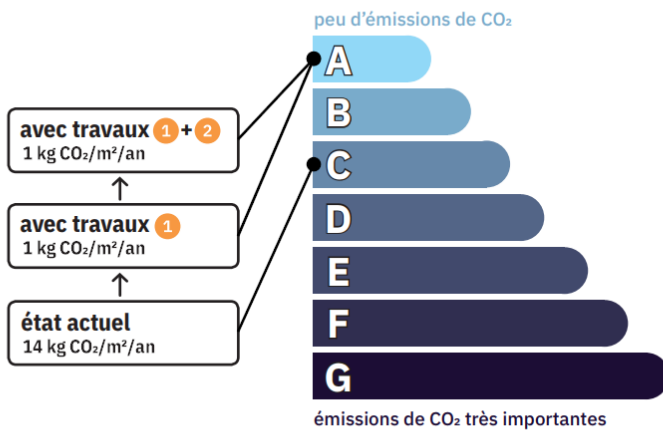 peu d'émissions de CO₂
A
B
C
D
E
F
G
émissions de CO₂ très importantes
avec travaux 1 + 2
1 kg CO₂/m²/an
avec travaux 1
1 kg CO₂/m²/an
état actuel
14 kg CO₂/m²/an